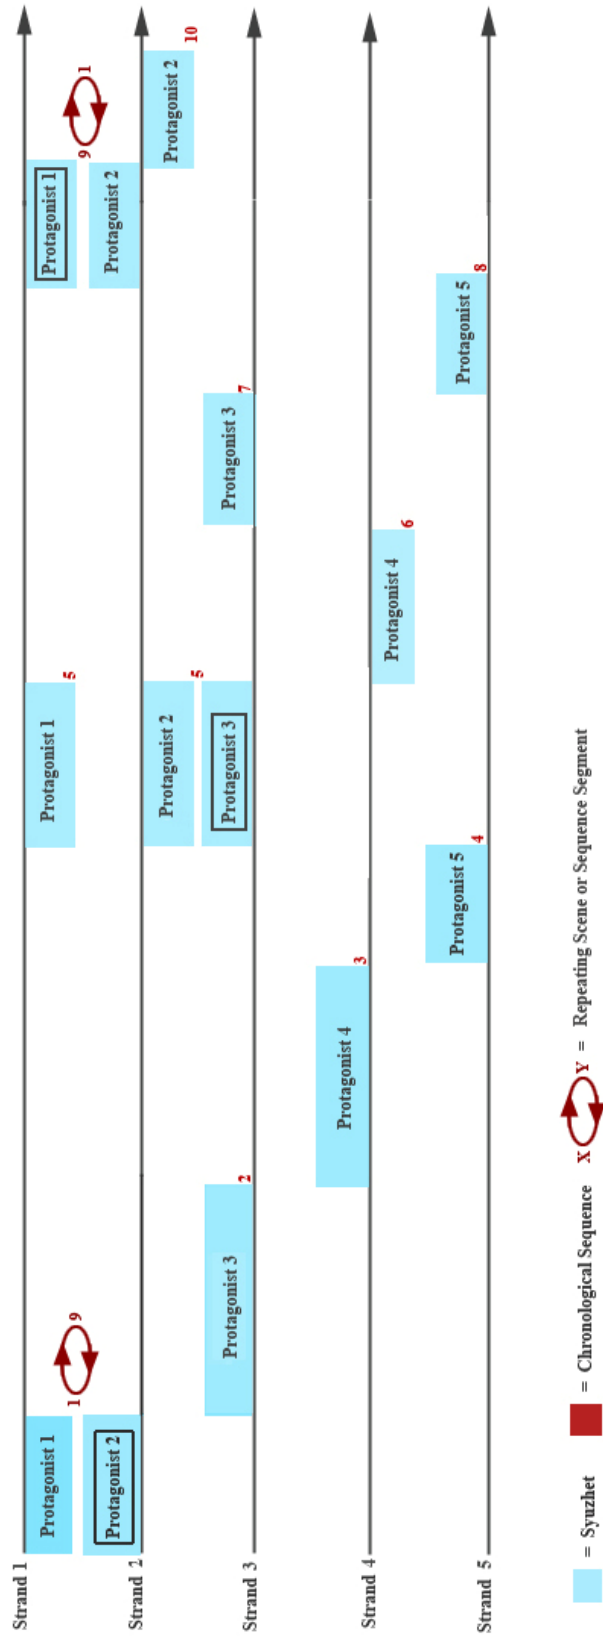 Strand 1
Protagonist 1
Protagonist 1 5
Protagonist 1
1 9
9 1
Protagonist 2
Protagonist 2
Strand 2
Protagonist 2 5
Protagonist 2 10
Protagonist 3 2
Protagonist 3
Protagonist 3 7
Strand 3
Protagonist 4 3
Strand 4
Protagonist 4 6
Protagonist 5 4
Protagonist 5 8
Strand 5
= Syuzhet = Chronological Sequence X Y = Repeating Scene or Sequence Segment